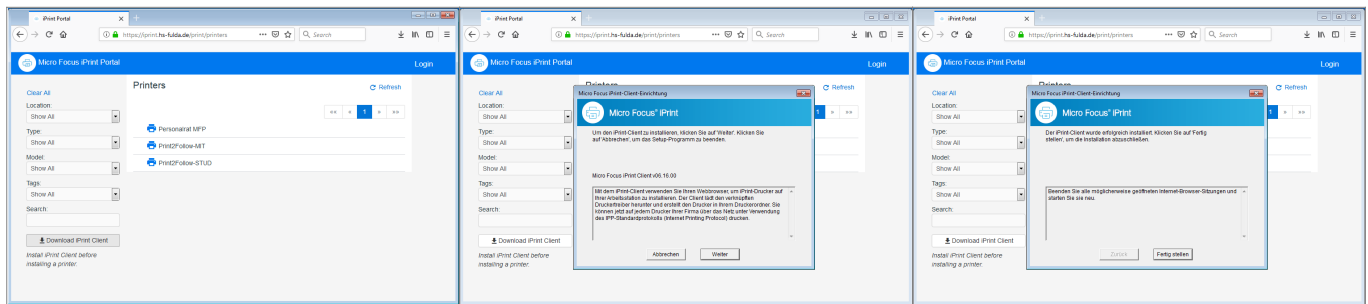 iPrint Portal
https://iprint.hs-fulda.de/print/printers
Search
Micro Focus iPrint Portal
Login
Clear All
Location:
Show All
Type:
Show All
Model:
Show All
Tags:
Show All
Search:
Download iPrint Client
Install iPrint Client before
installing a printer.
Printers
Refresh
<< < 1 > >>
Personalrat MFP
Print2Follow-MIT
Print2Follow-STUD
iPrint Portal
https://iprint.hs-fulda.de/print/printers
Search
Micro Focus iPrint Portal
Login
Clear All
Location:
Show All
Type:
Show All
Model:
Show All
Tags:
Show All
Search:
Download iPrint Client
Install iPrint Client before
installing a printer.
Printers
Refresh
1 > >>
Micro Focus iPrint-Client-Einrichtung
Micro Focus® iPrint
Um den iPrint-Client zu installieren, klicken Sie auf 'Weiter'. Klicken Sie
auf 'Abbrechen', um das Setup-Programm zu beenden.
Micro Focus iPrint Client v06.16.00
Mit dem iPrint-Client verwenden Sie Ihren Webbrowser, um iPrint-Drucker auf
Ihrer Arbeitsstation zu installieren. Der Client lädt den verknüpften
Druckertreiber herunter und erstellt den Drucker in Ihrem Druckerordner. Sie
können jetzt auf jedem Drucker Ihrer Firma über das Netz unter Verwendung
des IPP-Standardprotokolls (Internet Printing Protocol) drucken.
Abbrechen
Weiter
iPrint Portal
https://iprint.hs-fulda.de/print/printers
Search
Micro Focus iPrint Portal
Login
Clear All
Location:
Show All
Type:
Show All
Model:
Show All
Tags:
Show All
Search:
Download iPrint Client
Install iPrint Client before
installing a printer.
Printers
Refresh
1 > >>
Micro Focus iPrint-Client-Einrichtung
Micro Focus® iPrint
Der iPrint-Client wurde erfolgreich installiert. Klicken Sie auf 'Fertig
stellen', um die Installation abzuschließen.
Beenden Sie alle möglicherweise geöffneten Internet-Browser-Sitzungen und
starten Sie sie neu.
Zurück
Fertig stellen